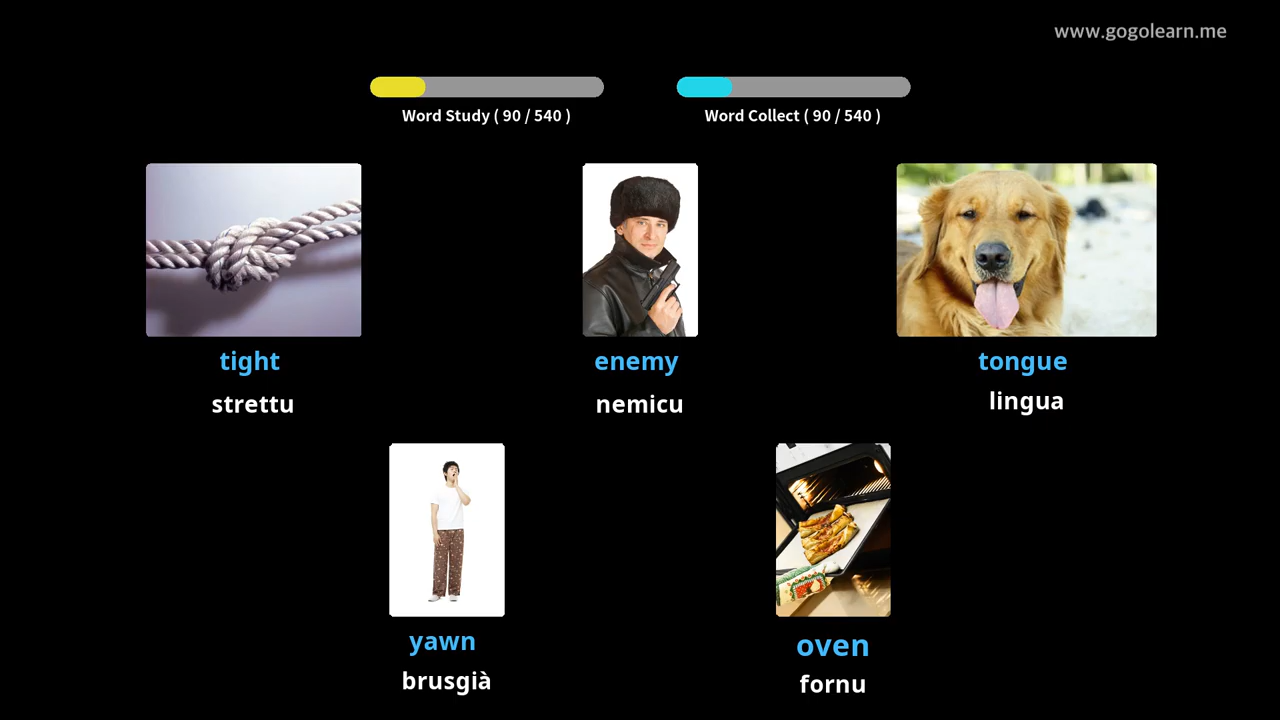 www.gogolearn.me
Word Study ( 90 / 540 )
Word Collect ( 90 / 540 )
tight
strettu
enemy
nemicu
tongue
lingua
yawn
brusgià
oven
fornu